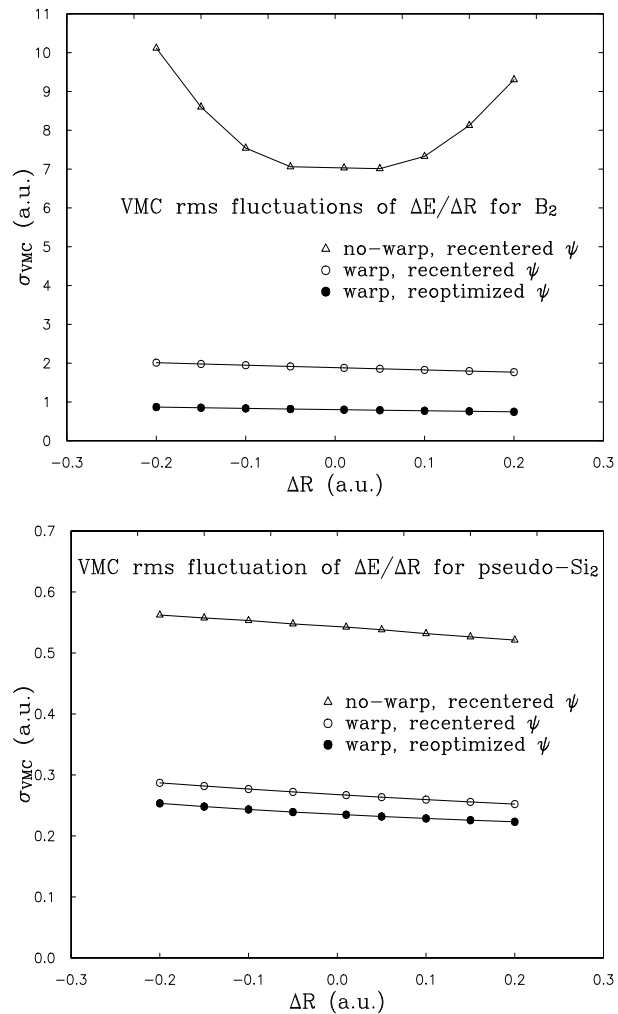 11
10
9
8
7
6
5
4
3
2
1
0
σVMC (a.u.)
VMC rms fluctuations of ΔE/ΔR for B₂
no−warp, recentered ψ
warp, recentered ψ
warp, reoptimized ψ
−0.3 −0.2 −0.1 0.0 0.1 0.2 0.3
ΔR (a.u.)
0.7
0.6
0.5
0.4
0.3
0.2
0.1
0.0
σVMC (a.u.)
VMC rms fluctuation of ΔE/ΔR for pseudo−Si₂
no−warp, recentered ψ
warp, recentered ψ
warp, reoptimized ψ
−0.3 −0.2 −0.1 0.0 0.1 0.2 0.3
ΔR (a.u.)